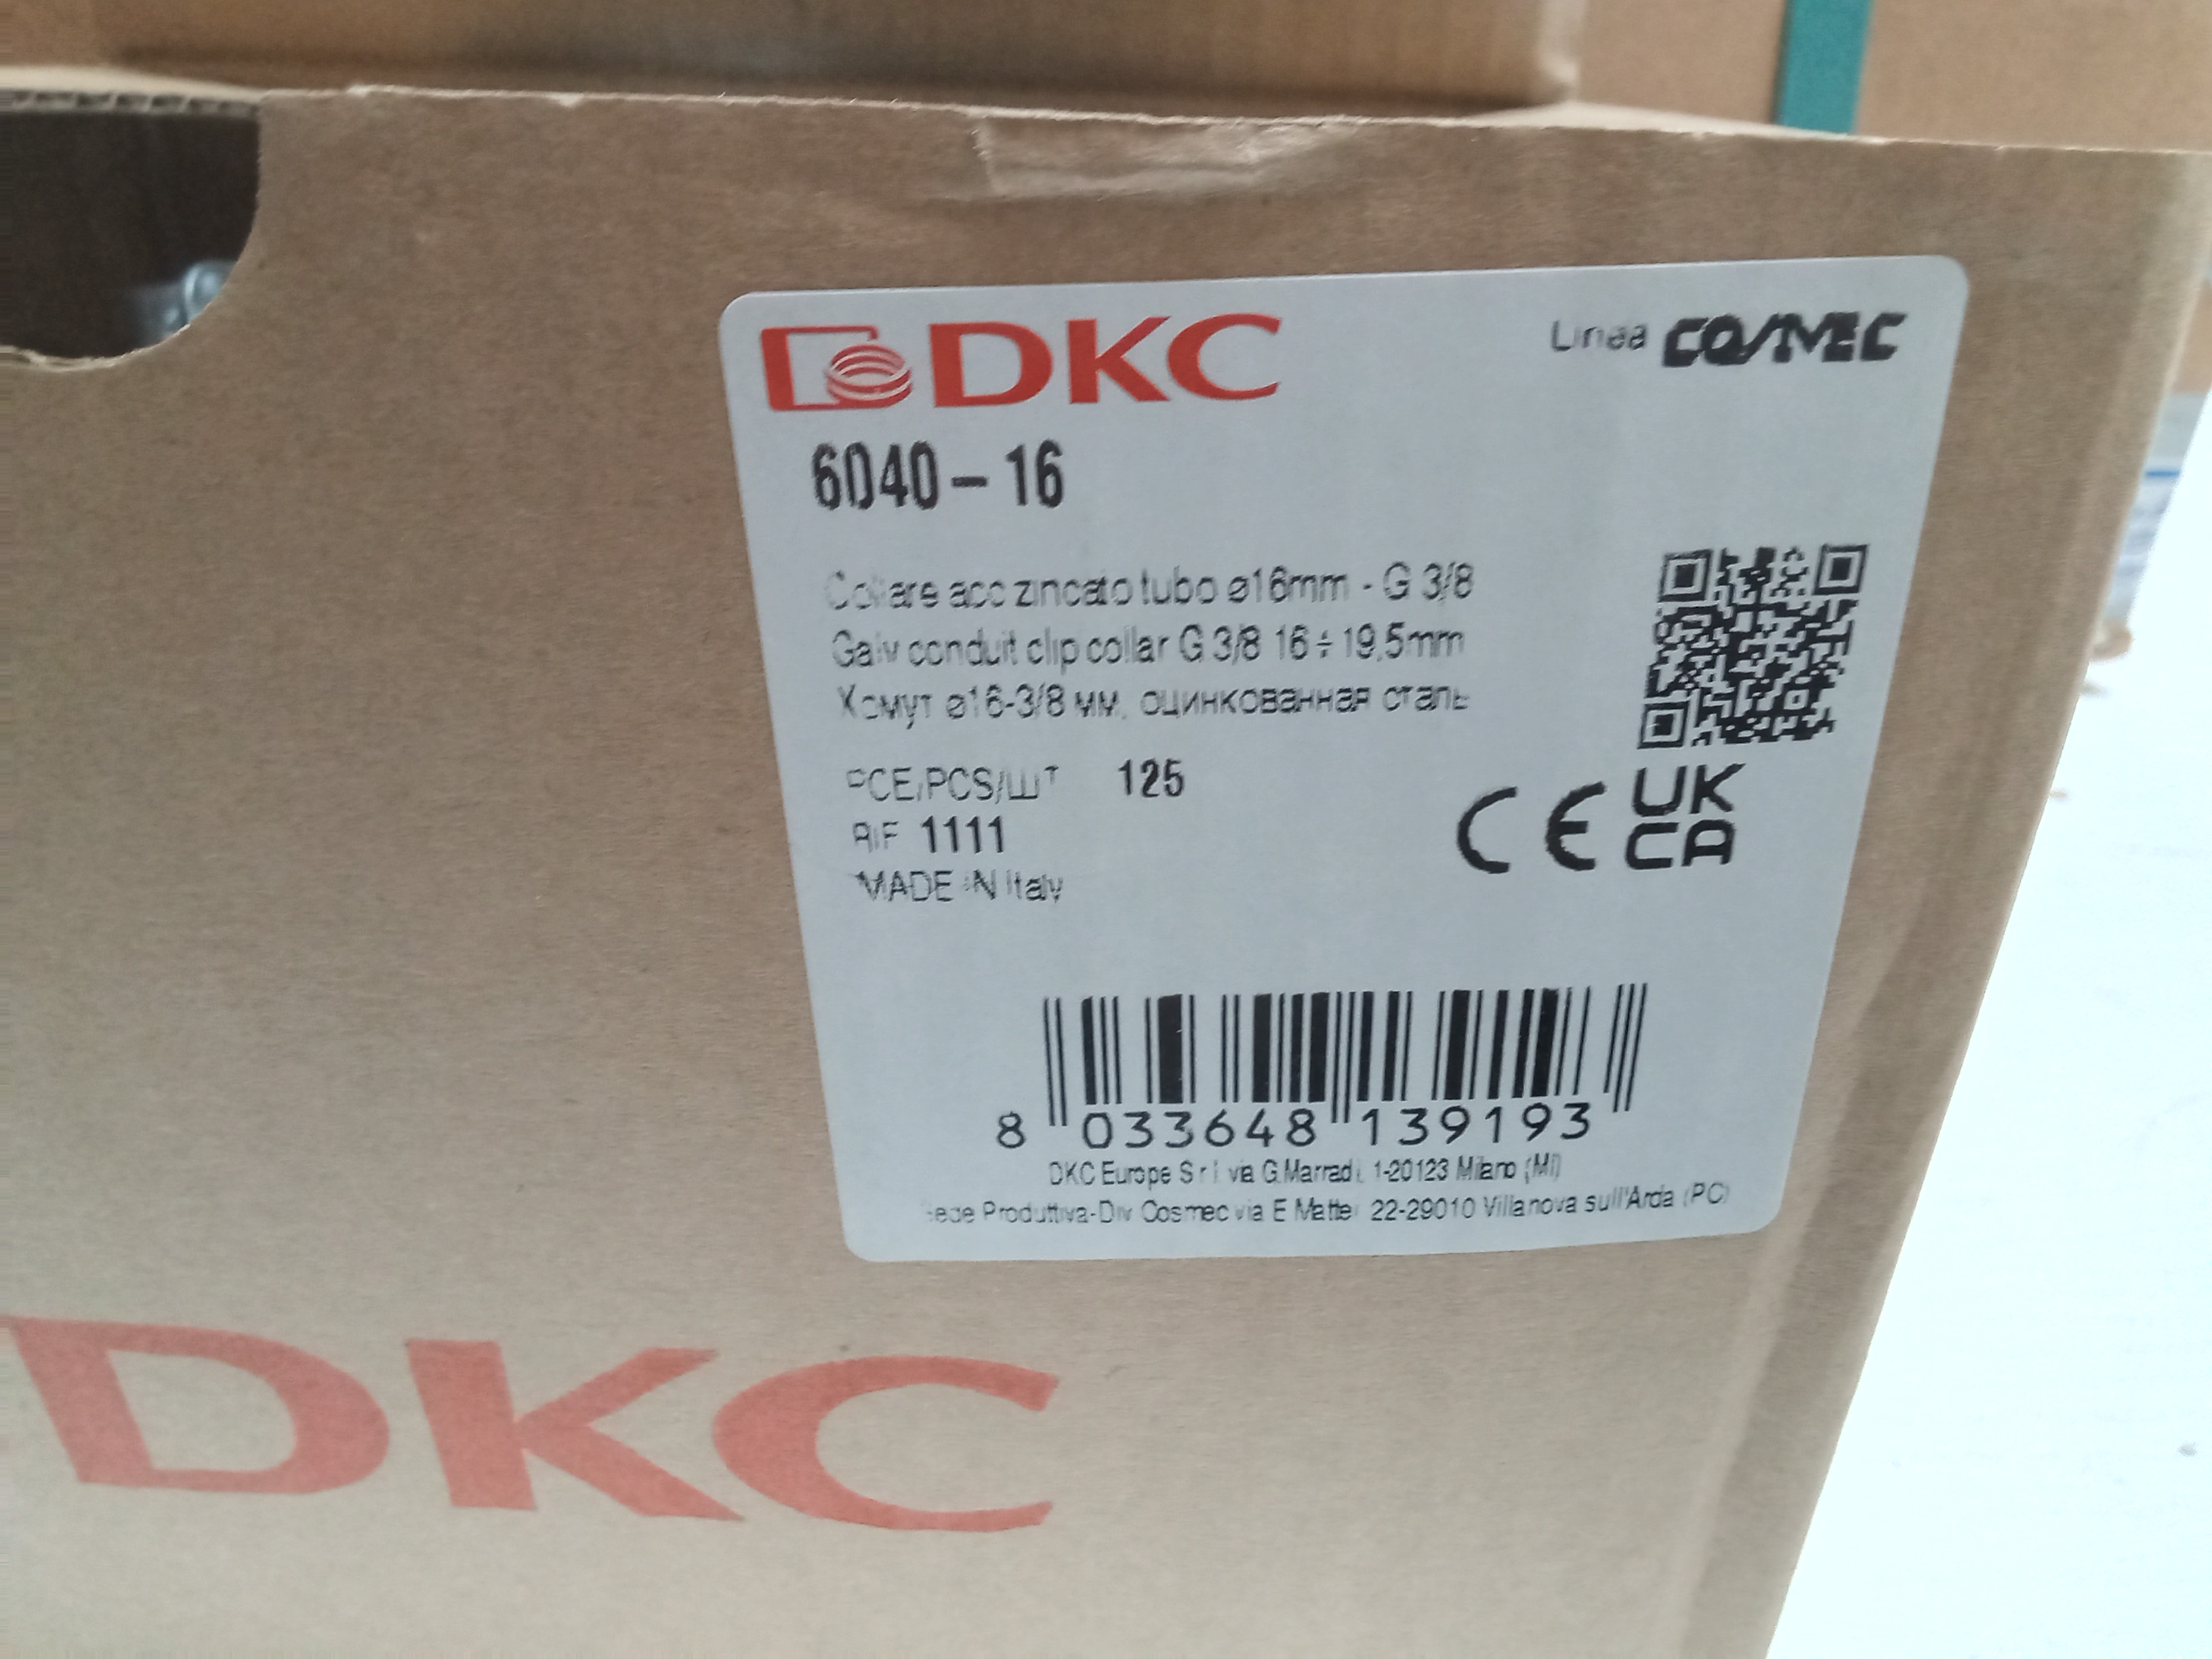 DKC
Linea COSMEC
6040-16
Collare acc zincato tubo ø16mm - G 3/8
Galv conduit clip collar G 3/8 16÷19,5mm
Хомут ø16-3/8 мм, оцинкованная сталь
PCE/PCS/ШТ 125
RIF 1111
MADE IN Italy
CE UK CA
8 033648 139193
DKC Europe S.r.l. via G.Marradi, 1-20123 Milano (MI)
Sede Produttiva-Div Cosmec via E Mattei 22-29010 Villanova sull'Arda (PC)
DKC